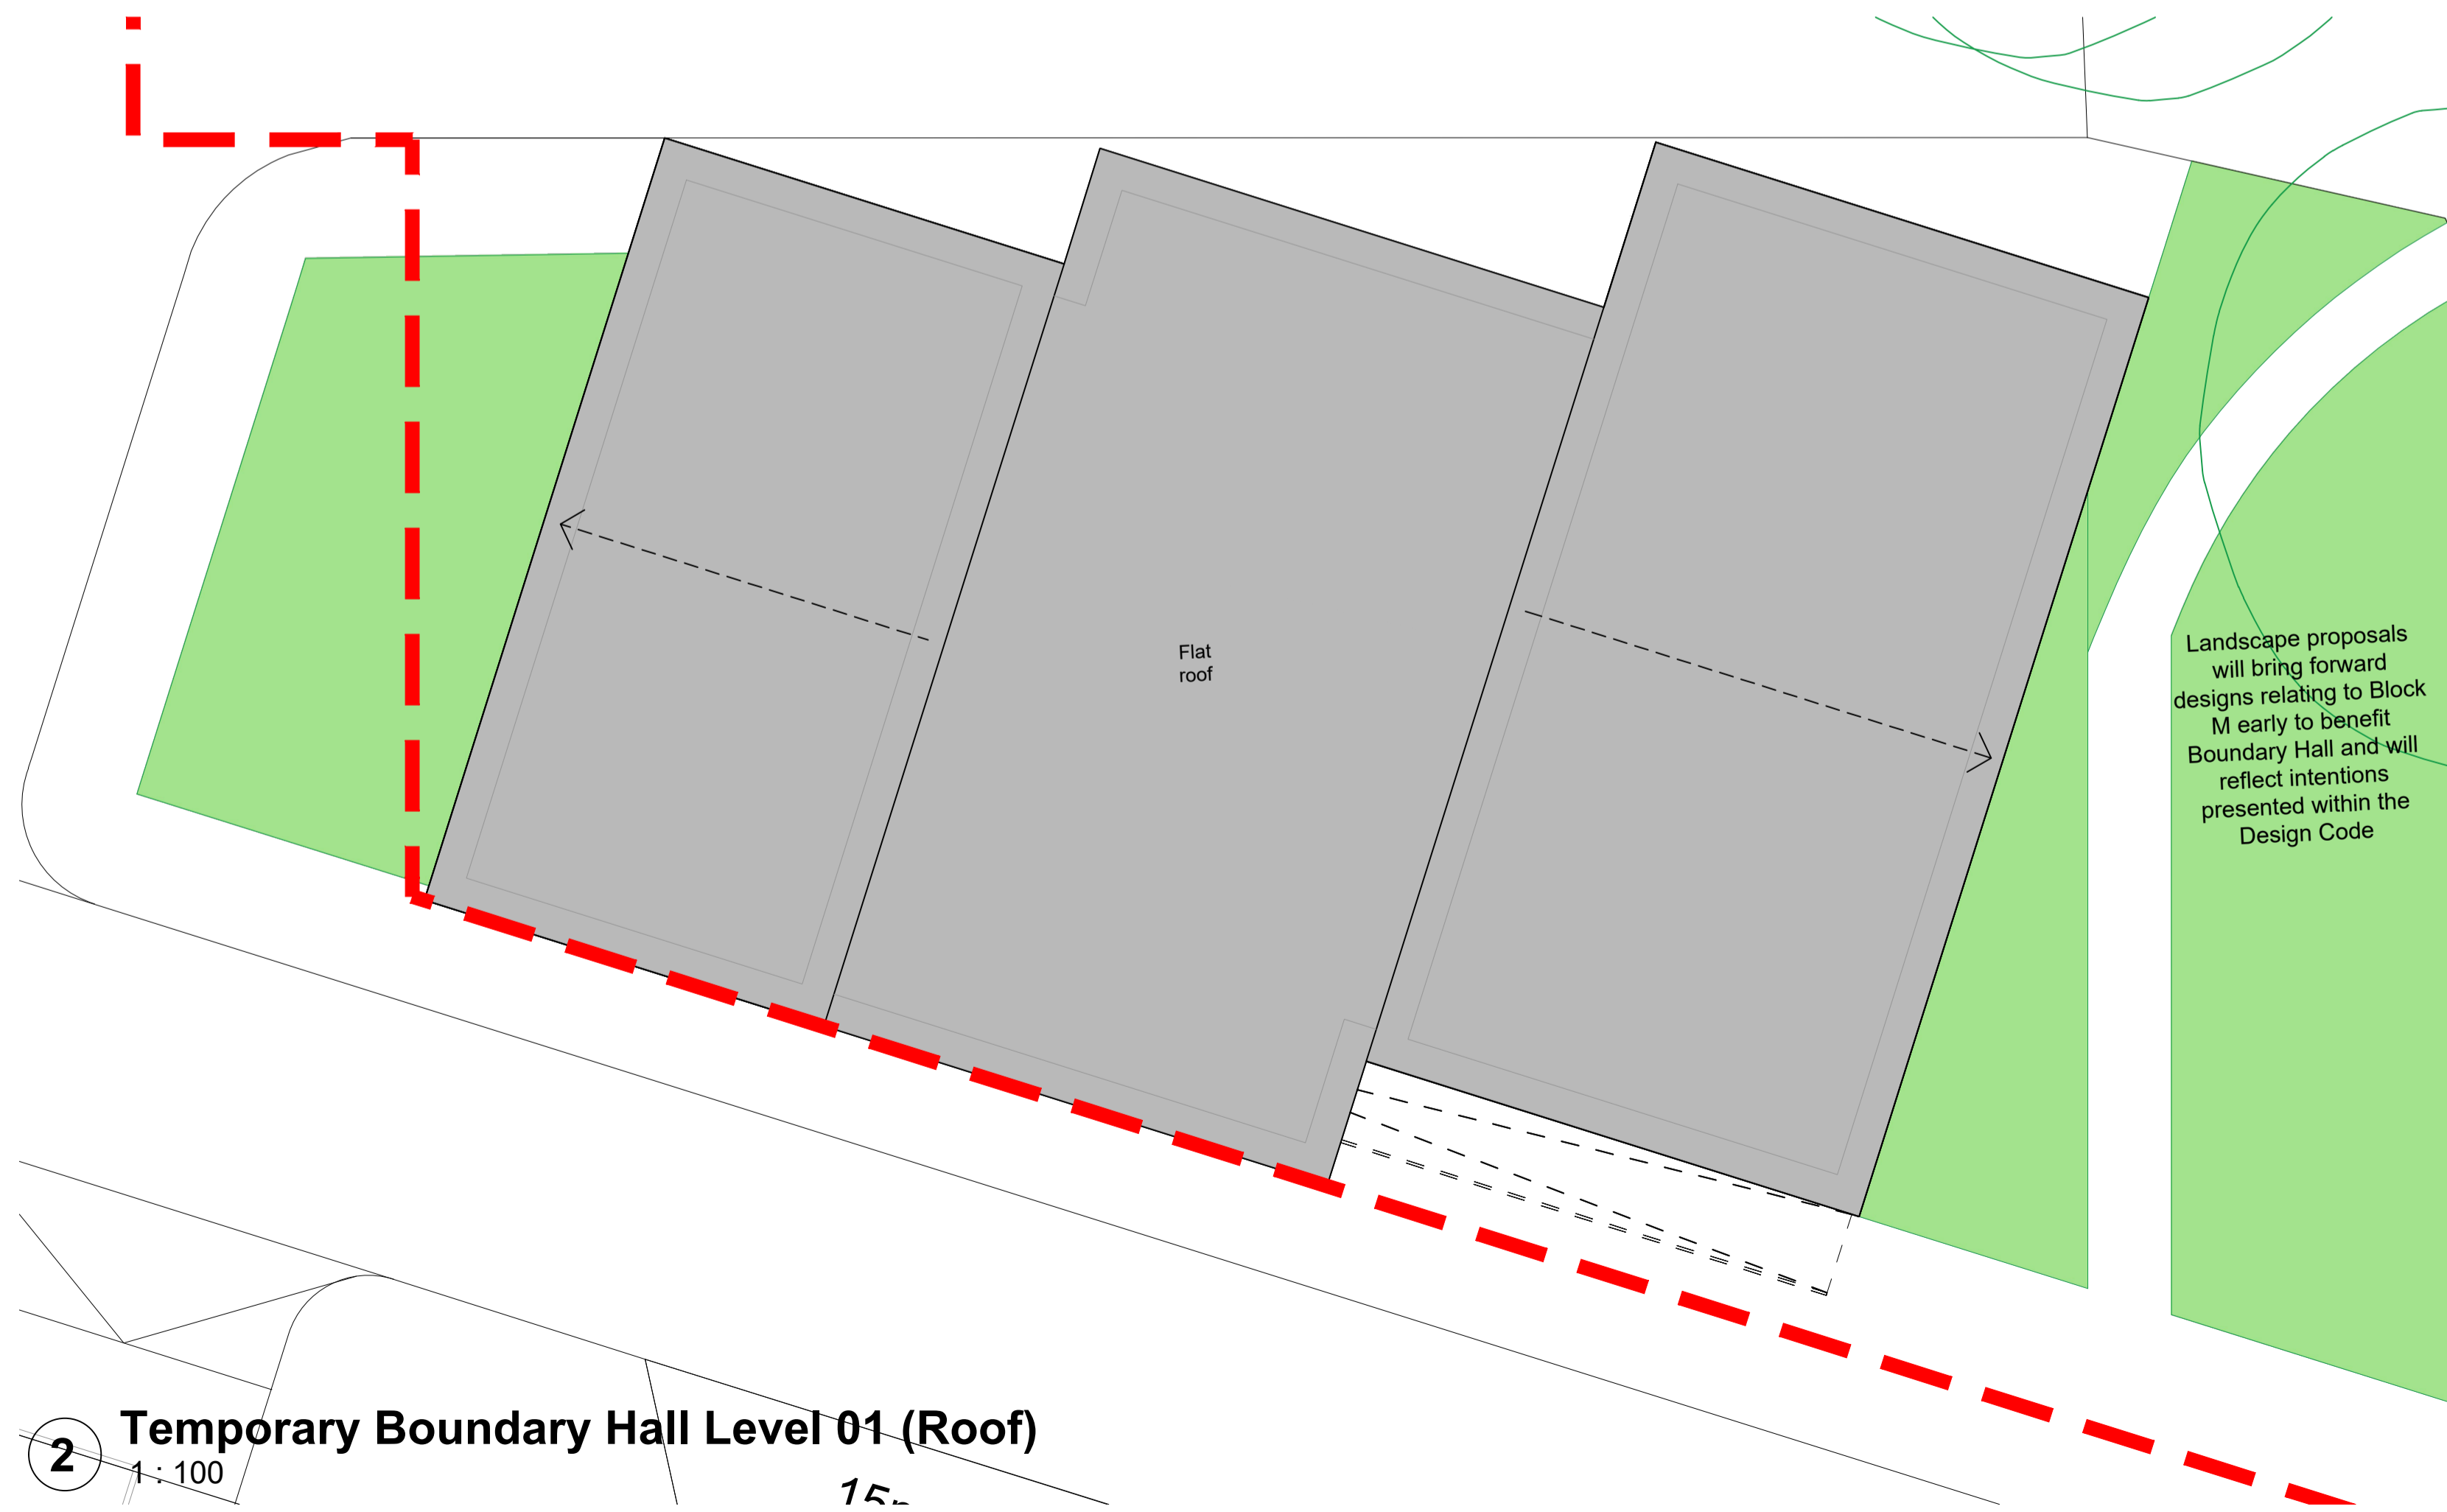 Flat
roof
Landscape proposals
will bring forward
designs relating to Block
M early to benefit
Boundary Hall and will
reflect intentions
presented within the
Design Code
2
Temporary Boundary Hall Level 01 (Roof)
1 : 100